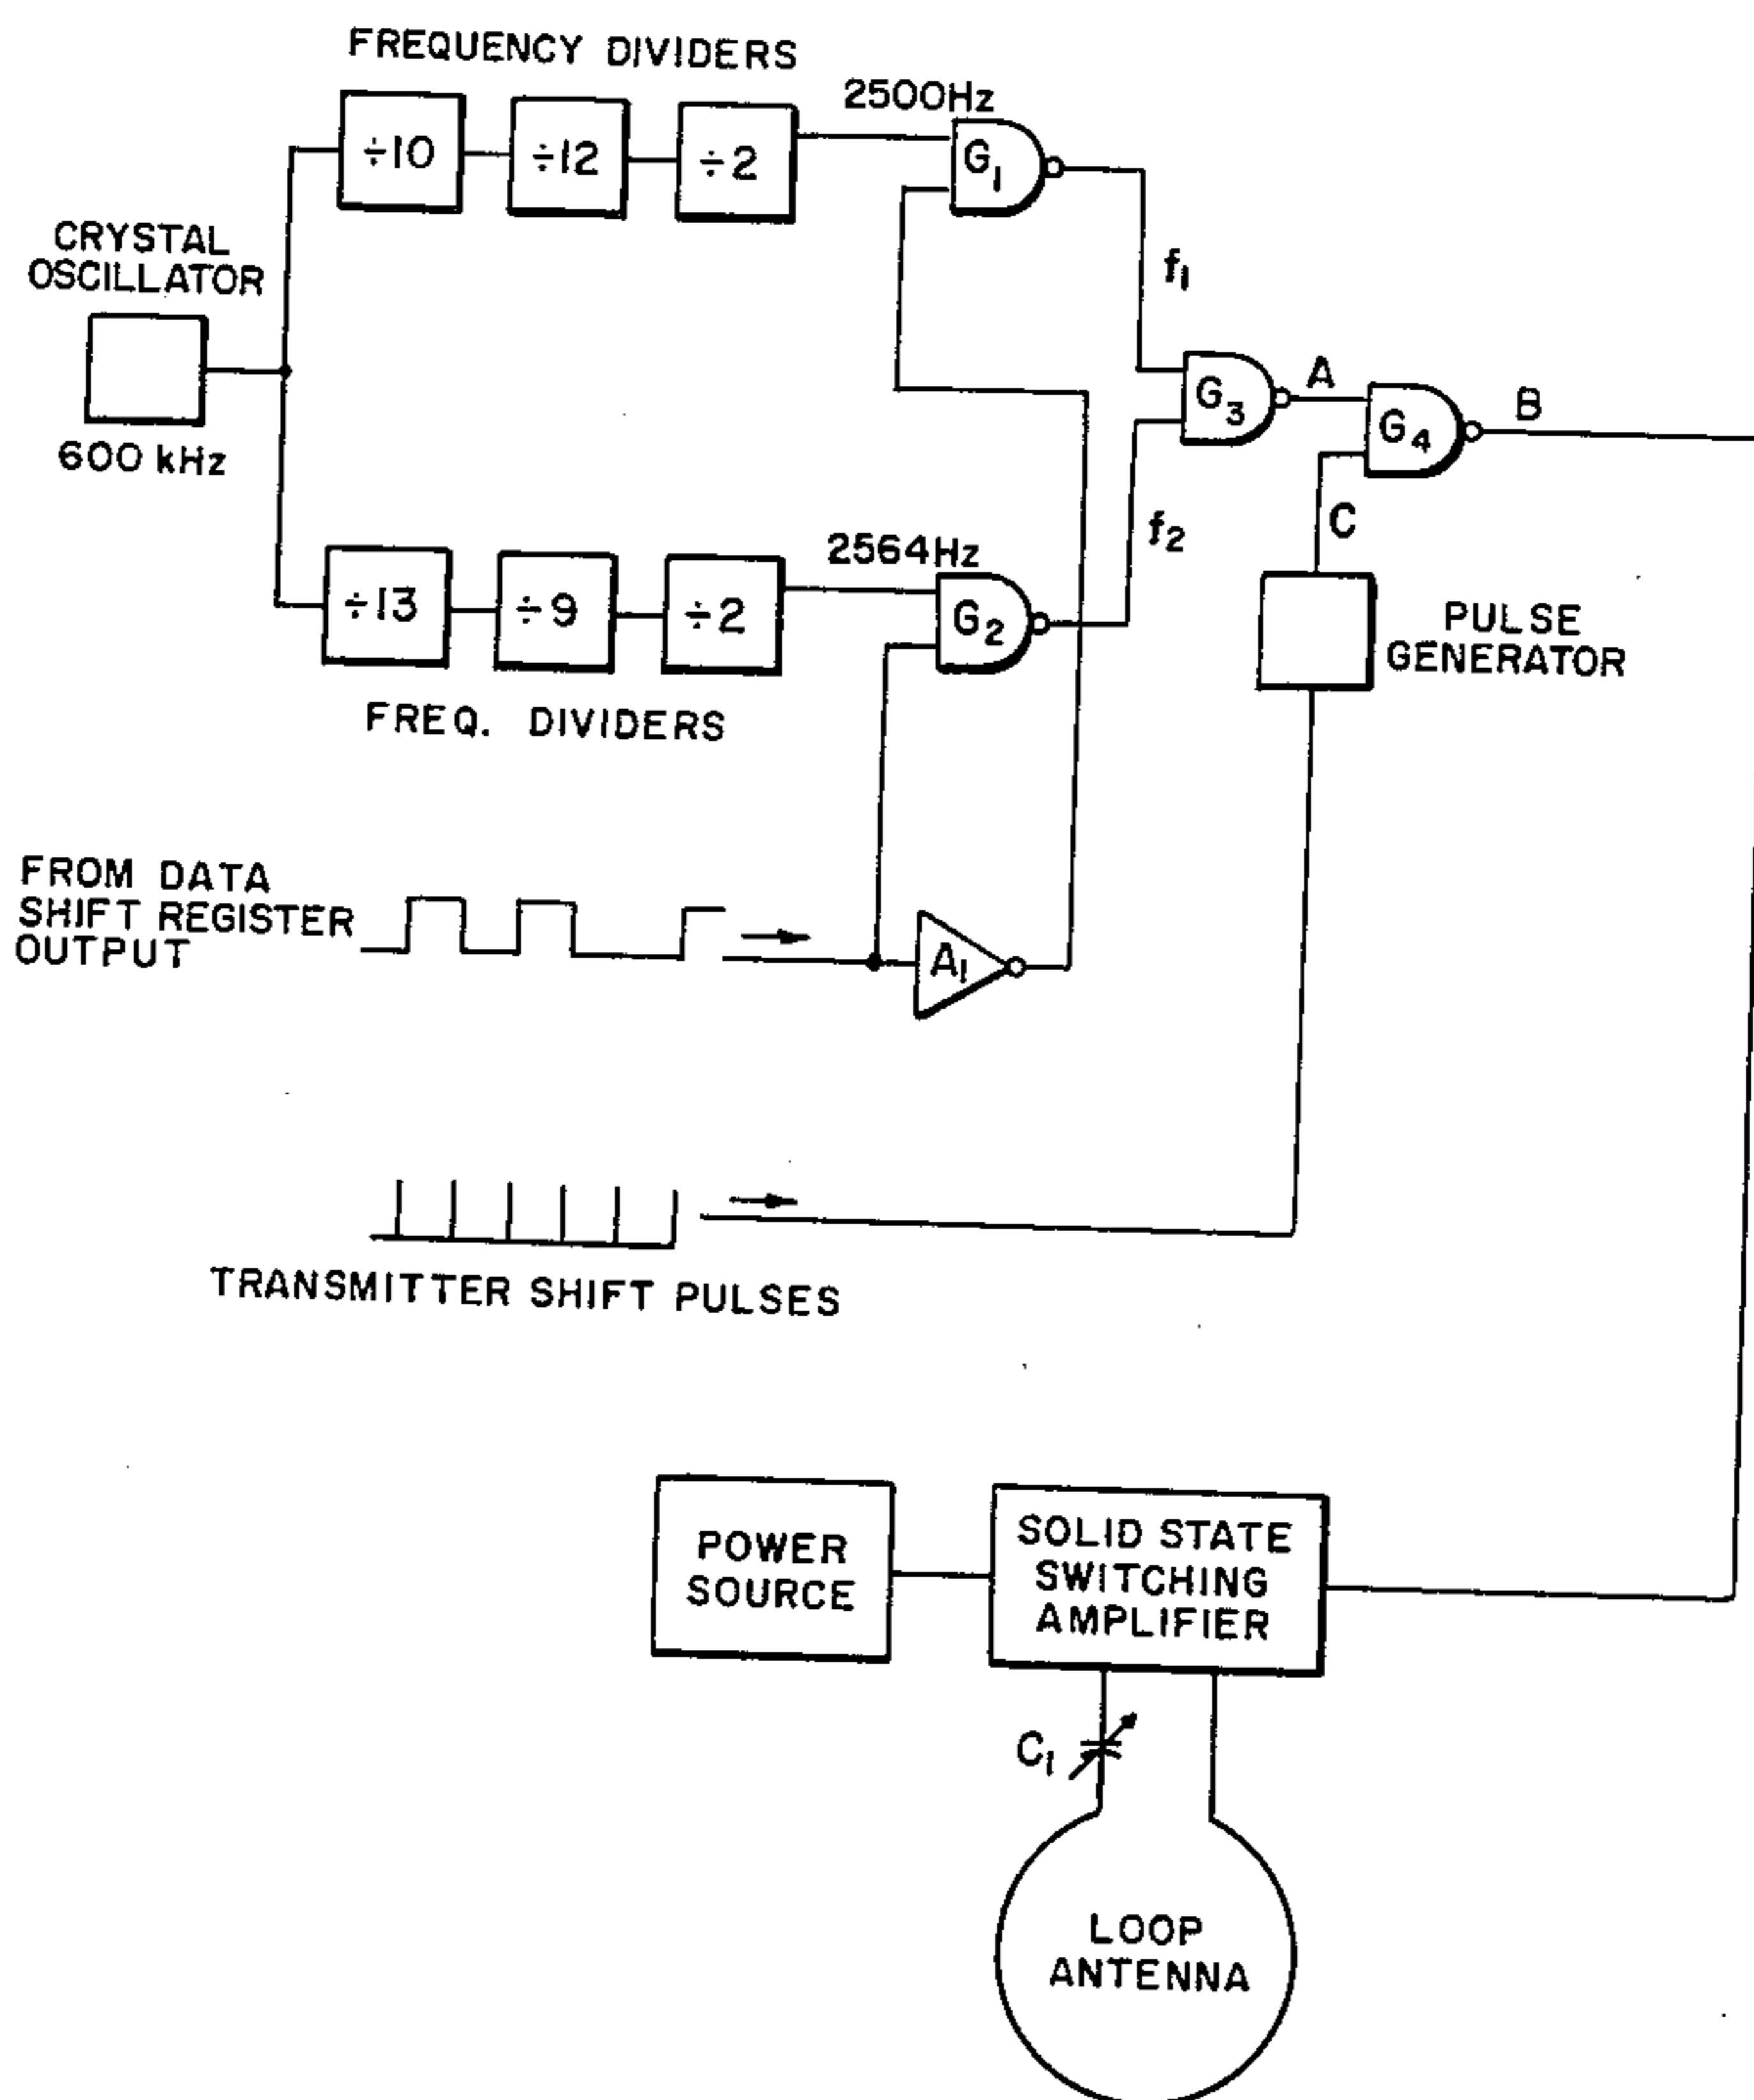 FREQUENCY DIVIDERS
÷10
÷12
÷2
2500Hz
G1
CRYSTAL
OSCILLATOR
600 kHz
f1
G3
A
G4
B
C
f2
÷13
÷9
÷2
2564Hz
G2
FREQ. DIVIDERS
PULSE
GENERATOR
FROM DATA
SHIFT REGISTER
OUTPUT
A1
TRANSMITTER SHIFT PULSES
POWER
SOURCE
SOLID STATE
SWITCHING
AMPLIFIER
C1
LOOP
ANTENNA